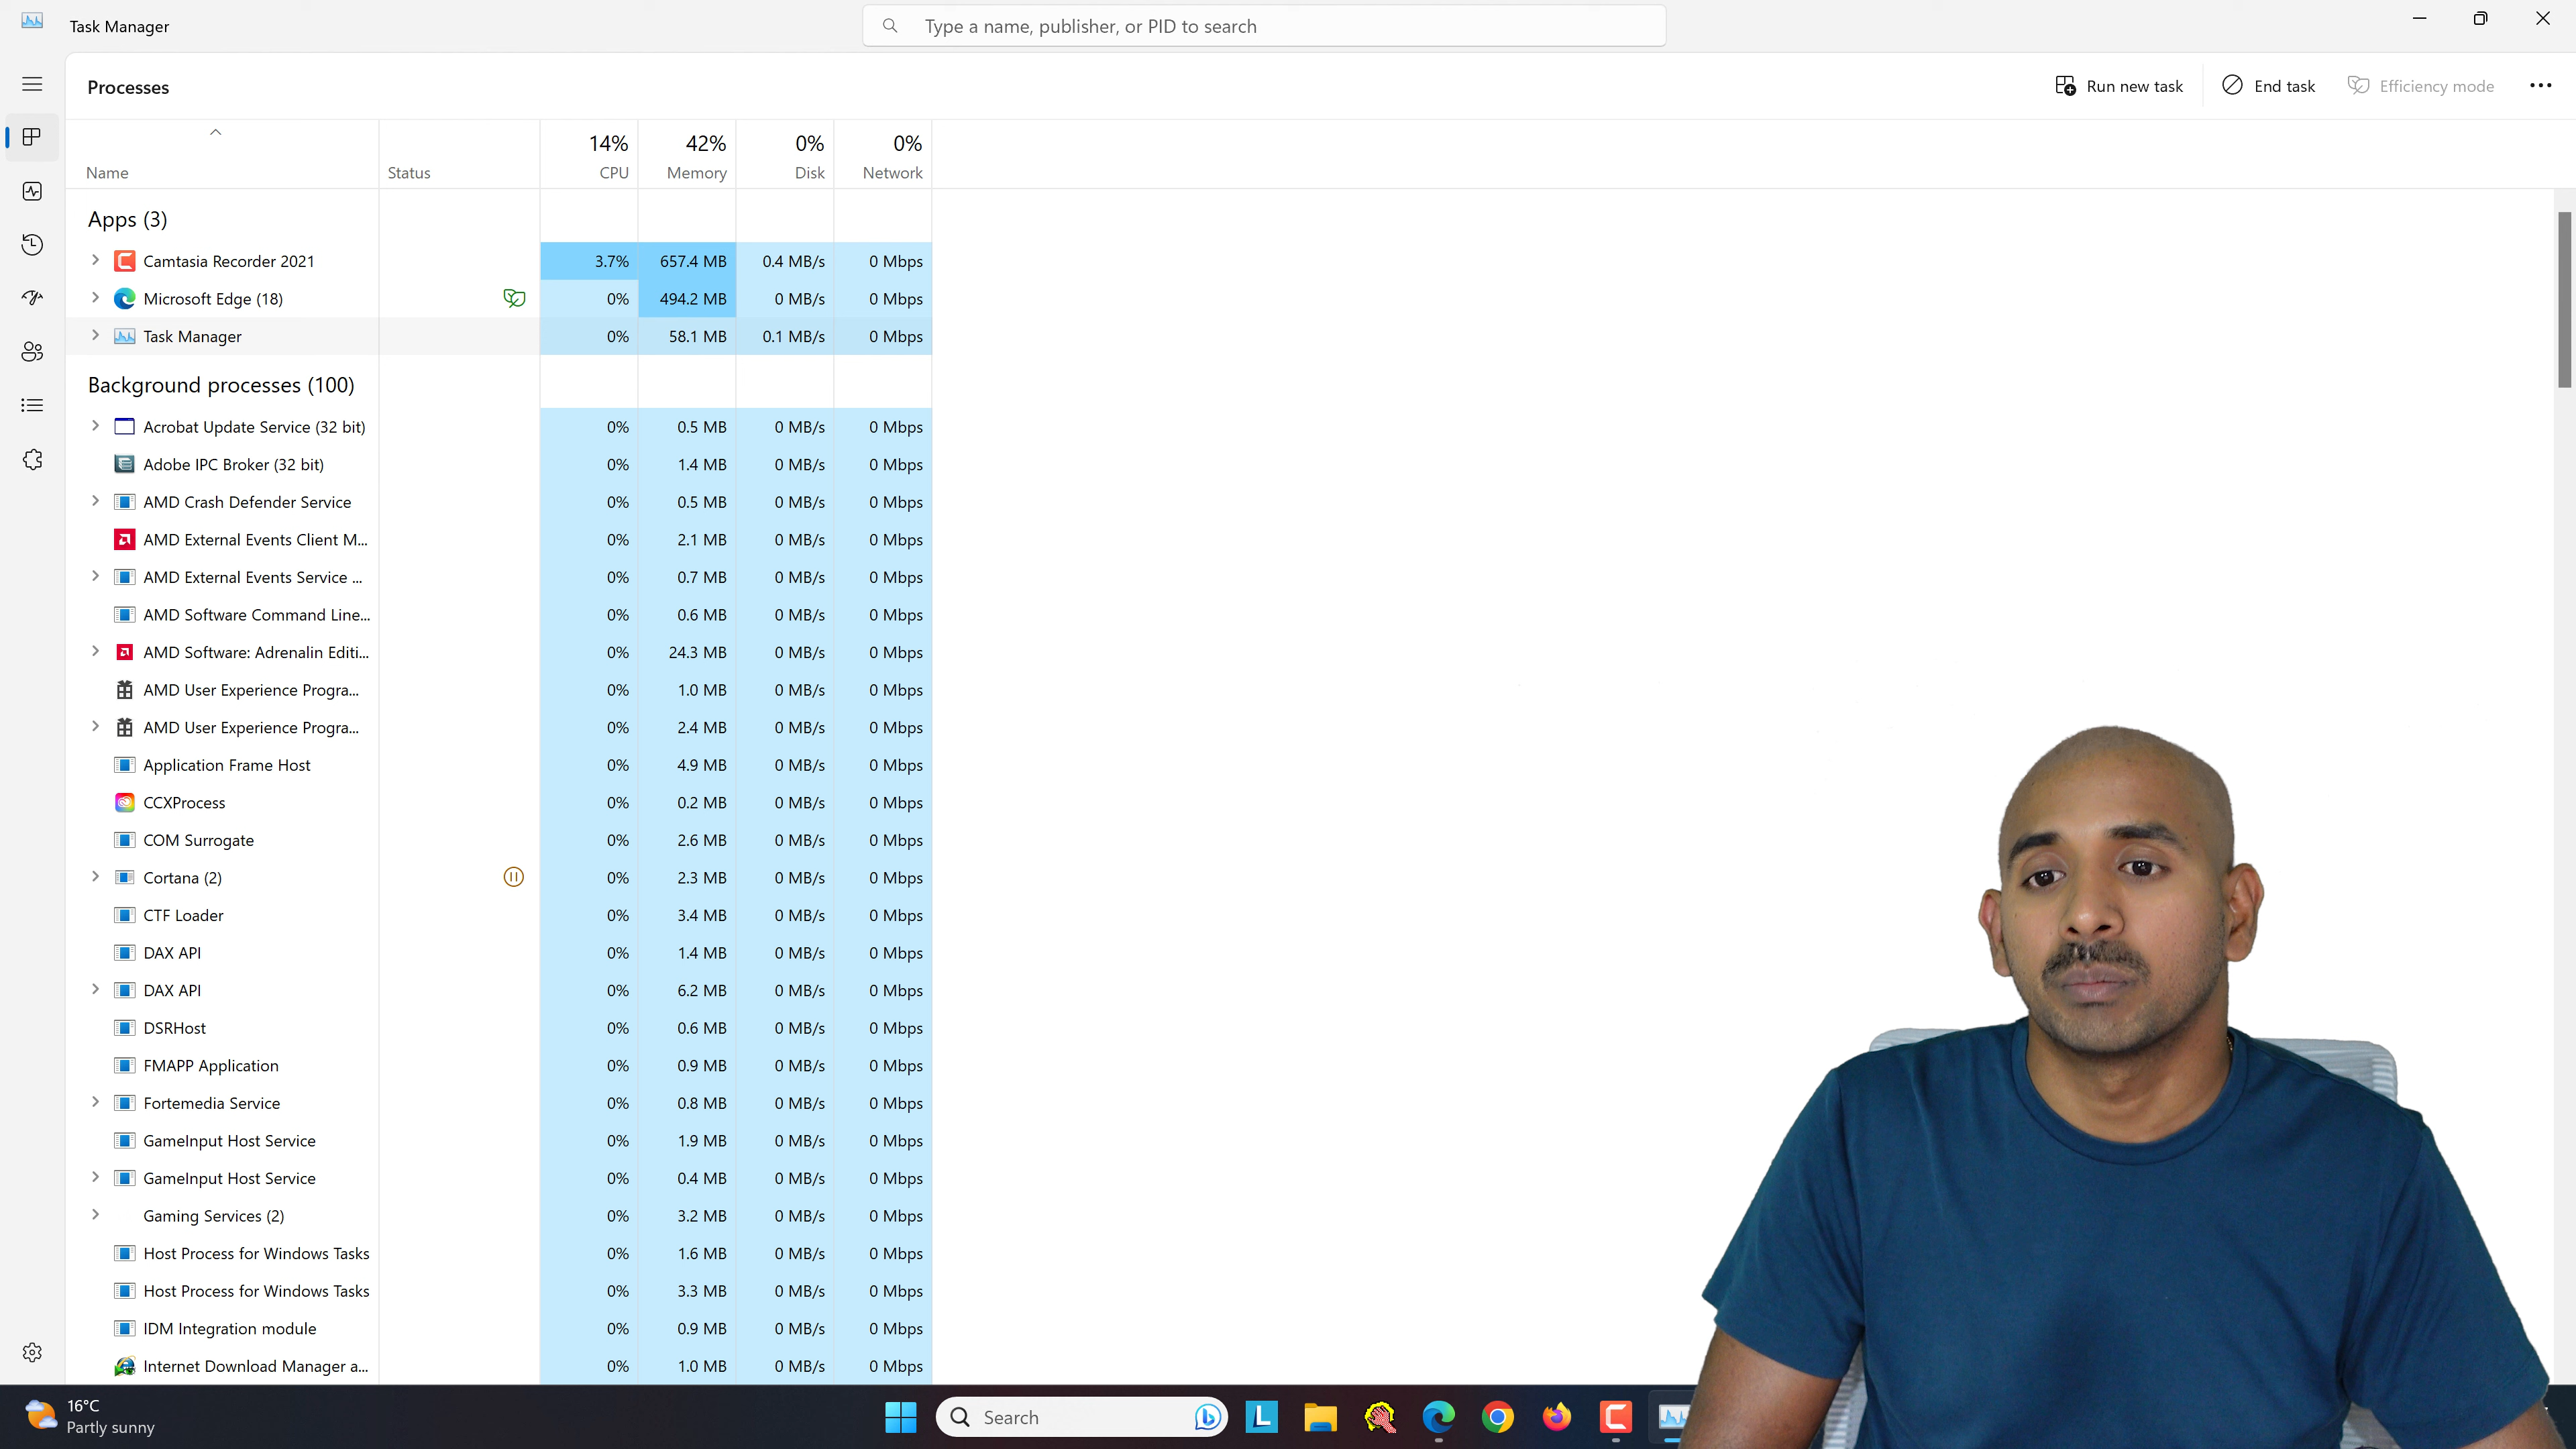 Task Manager
Type a name, publisher, or PID to search
Processes
Run new task
End task
Efficiency mode
14% 42% 0% 0%
Name Status CPU Memory Disk Network
Apps (3)
Camtasia Recorder 2021 3.7% 657.4 MB 0.4 MB/s 0 Mbps
Microsoft Edge (18) 0% 494.2 MB 0 MB/s 0 Mbps
Task Manager 0% 58.1 MB 0.1 MB/s 0 Mbps
Background processes (100)
Acrobat Update Service (32 bit) 0% 0.5 MB 0 MB/s 0 Mbps
Adobe IPC Broker (32 bit) 0% 1.4 MB 0 MB/s 0 Mbps
AMD Crash Defender Service 0% 0.5 MB 0 MB/s 0 Mbps
AMD External Events Client M... 0% 2.1 MB 0 MB/s 0 Mbps
AMD External Events Service ... 0% 0.7 MB 0 MB/s 0 Mbps
AMD Software Command Line... 0% 0.6 MB 0 MB/s 0 Mbps
AMD Software: Adrenalin Editi... 0% 24.3 MB 0 MB/s 0 Mbps
AMD User Experience Progra... 0% 1.0 MB 0 MB/s 0 Mbps
AMD User Experience Progra... 0% 2.4 MB 0 MB/s 0 Mbps
Application Frame Host 0% 4.9 MB 0 MB/s 0 Mbps
CCXProcess 0% 0.2 MB 0 MB/s 0 Mbps
COM Surrogate 0% 2.6 MB 0 MB/s 0 Mbps
Cortana (2) 0% 2.3 MB 0 MB/s 0 Mbps
CTF Loader 0% 3.4 MB 0 MB/s 0 Mbps
DAX API 0% 1.4 MB 0 MB/s 0 Mbps
DAX API 0% 6.2 MB 0 MB/s 0 Mbps
DSRHost 0% 0.6 MB 0 MB/s 0 Mbps
FMAPP Application 0% 0.9 MB 0 MB/s 0 Mbps
Fortemedia Service 0% 0.8 MB 0 MB/s 0 Mbps
GameInput Host Service 0% 1.9 MB 0 MB/s 0 Mbps
GameInput Host Service 0% 0.4 MB 0 MB/s 0 Mbps
Gaming Services (2) 0% 3.2 MB 0 MB/s 0 Mbps
Host Process for Windows Tasks 0% 1.6 MB 0 MB/s 0 Mbps
Host Process for Windows Tasks 0% 3.3 MB 0 MB/s 0 Mbps
IDM Integration module 0% 0.9 MB 0 MB/s 0 Mbps
Internet Download Manager a... 0% 1.0 MB 0 MB/s 0 Mbps
16°C
Partly sunny
Search
L